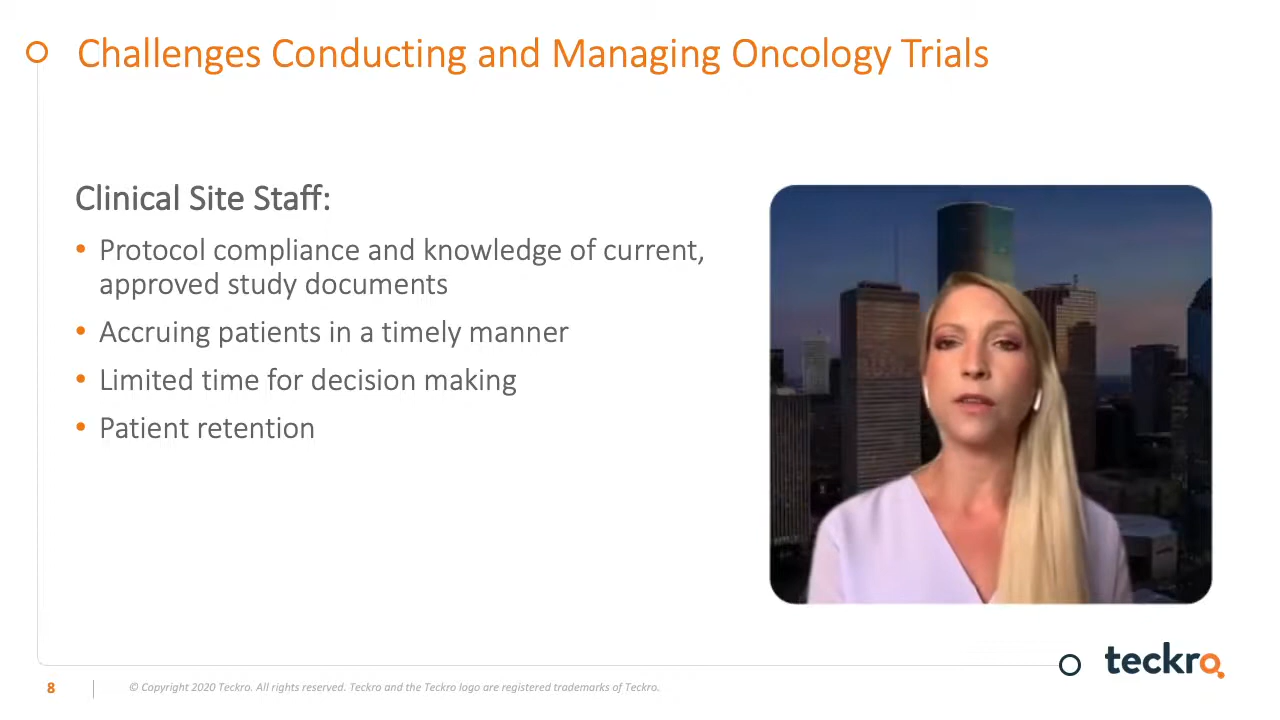 Challenges Conducting and Managing Oncology Trials
Clinical Site Staff:
• Protocol compliance and knowledge of current,
approved study documents
• Accruing patients in a timely manner
• Limited time for decision making
• Patient retention
teckro
8
© Copyright 2020 Teckro. All rights reserved. Teckro and the Teckro logo are registered trademarks of Teckro.